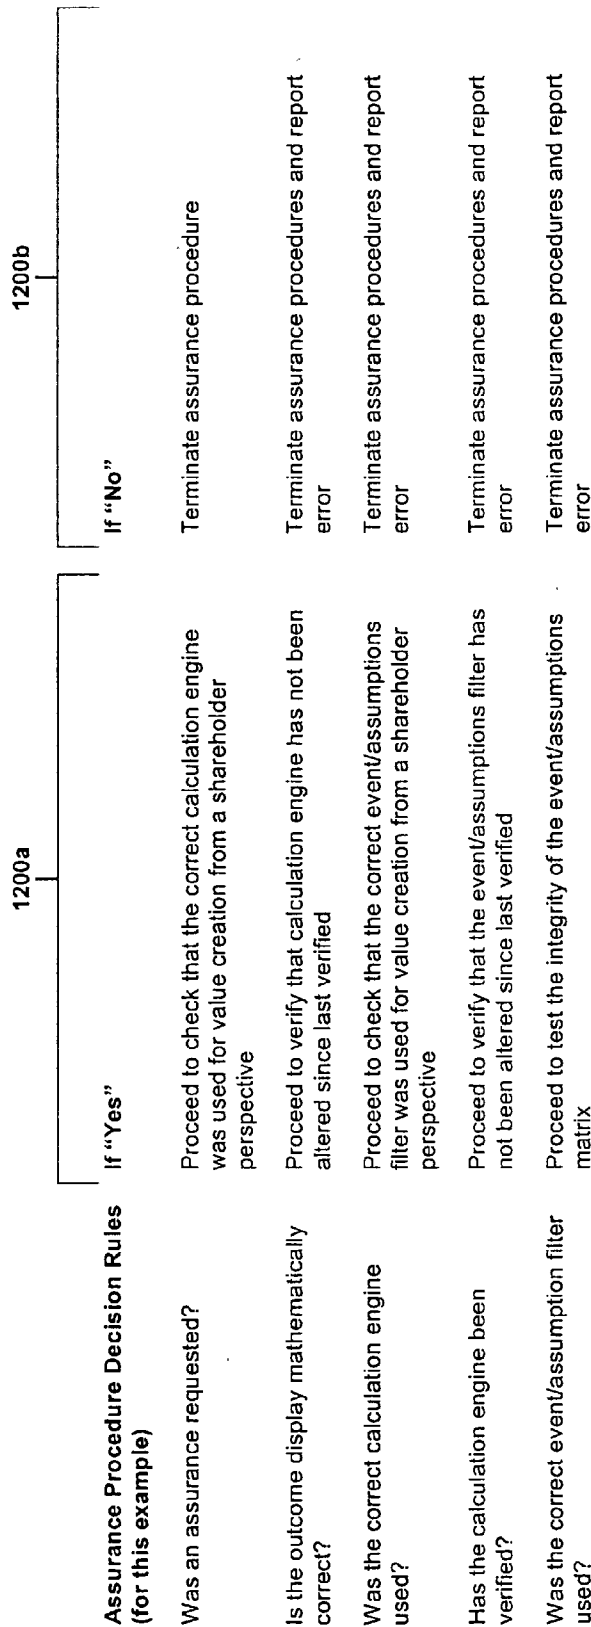 1200a
1200b
Assurance Procedure Decision Rules
(for this example)
If “Yes”
If “No”
Was an assurance requested?
Proceed to check that the correct calculation engine
was used for value creation from a shareholder
perspective
Terminate assurance procedure
Is the outcome display mathematically
correct?
Proceed to verify that calculation engine has not been
altered since last verified
Terminate assurance procedures and report
error
Was the correct calculation engine
used?
Proceed to check that the correct event/assumptions
filter was used for value creation from a shareholder
perspective
Terminate assurance procedures and report
error
Has the calculation engine been
verified?
Proceed to verify that the event/assumptions filter has
not been altered since last verified
Terminate assurance procedures and report
error
Was the correct event/assumption filter
used?
Proceed to test the integrity of the event/assumptions
matrix
Terminate assurance procedures and report
error